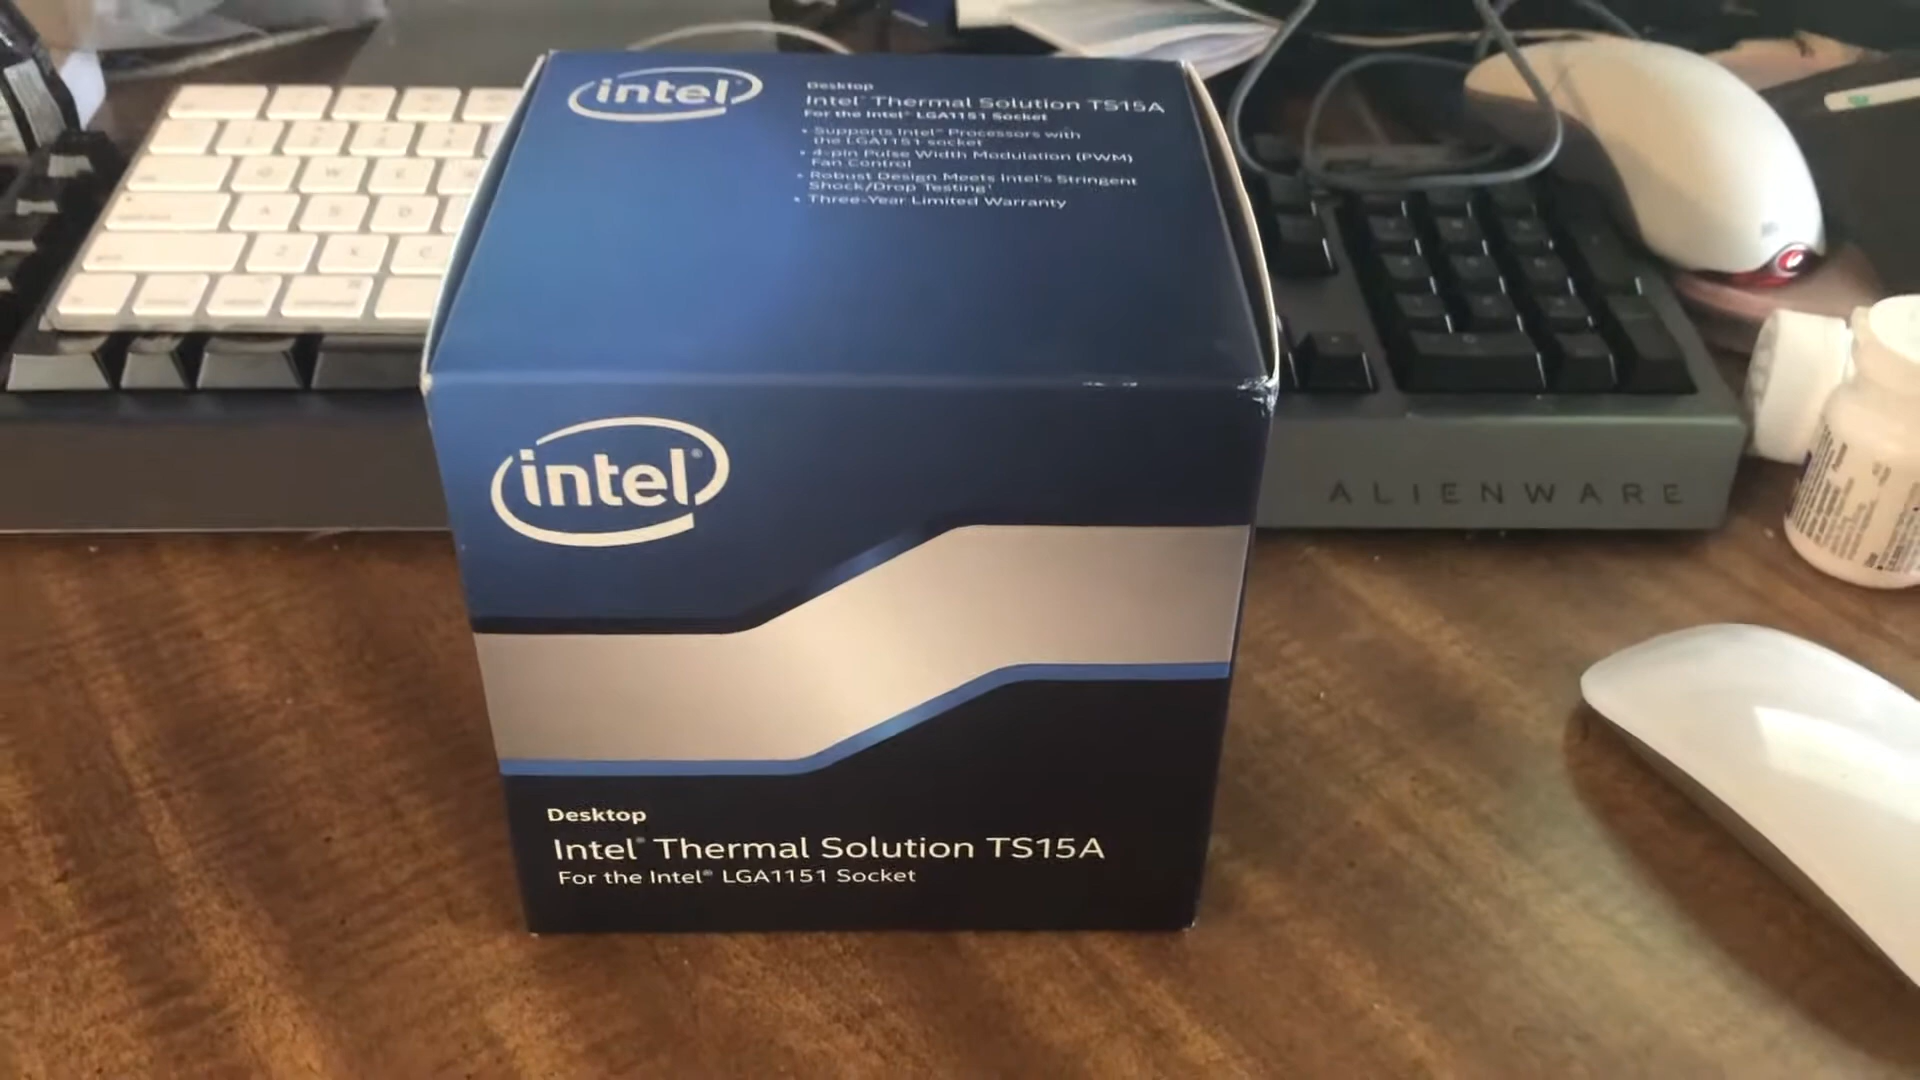 intel®
Desktop
Intel® Thermal Solution TS15A
For the Intel® LGA1151 Socket
• Supports Intel® Processors with
the LGA1151 socket
• 4-pin Pulse Width Modulation (PWM)
Fan Control
• Robust Design Meets Intel's Stringent
Shock/Drop Testing¹
• Three-Year Limited Warranty
intel®
ALIENWARE
Desktop
Intel® Thermal Solution TS15A
For the Intel® LGA1151 Socket
Q W E
A S D
Z X C